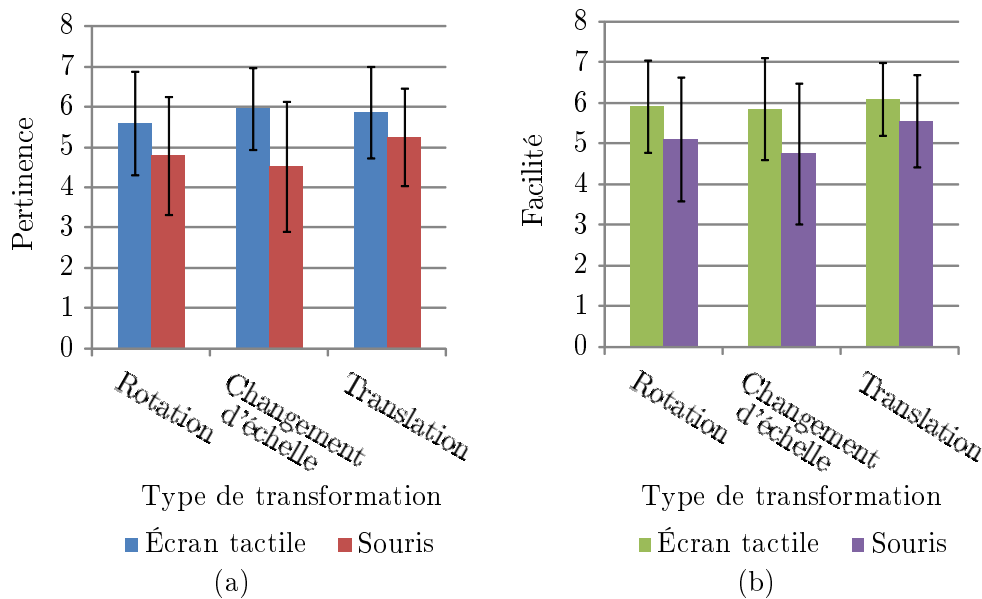 8
7
6
5
4
3
2
1
0
Pertinence
Rotation
Changement
d'échelle
Translation
Type de transformation
Écran tactile
Souris
(a)
8
7
6
5
4
3
2
1
0
Facilité
Rotation
Changement
d'échelle
Translation
Type de transformation
Écran tactile
Souris
(b)